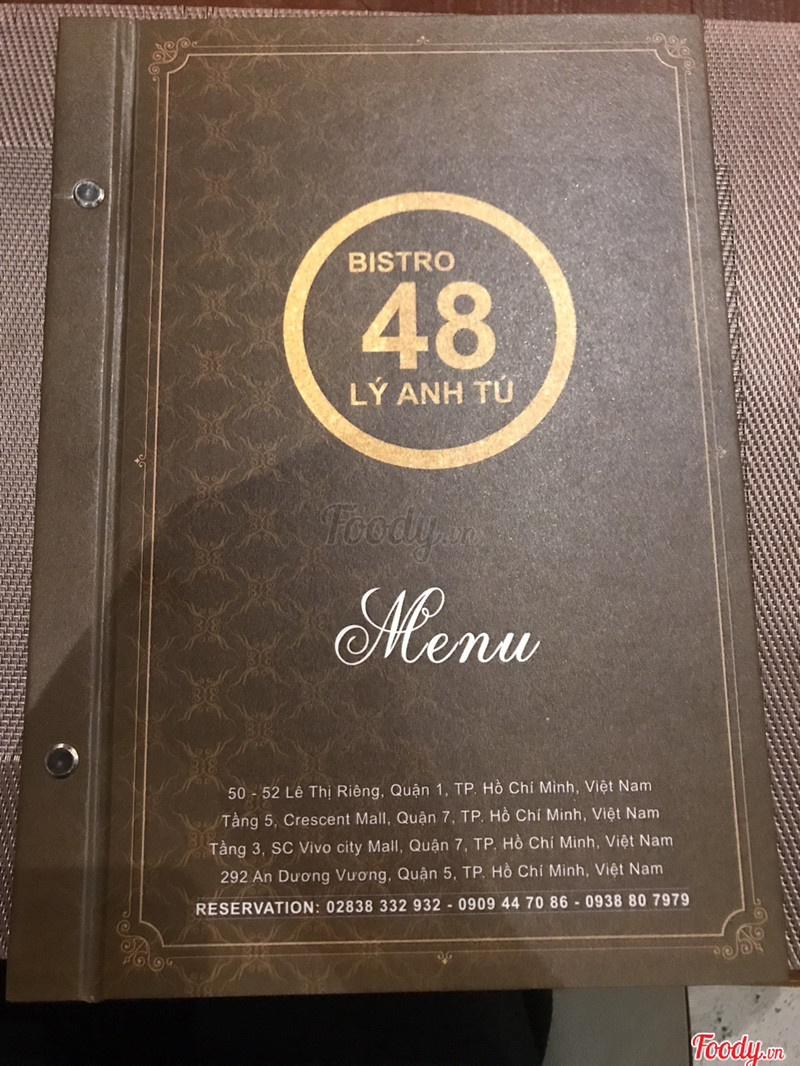 BISTRO
48
LÝ ANH TÚ
Foody.vn
Menu
50 - 52 Lê Thị Riêng, Quận 1, TP. Hồ Chí Minh, Việt Nam
Tầng 5, Crescent Mall, Quận 7, TP. Hồ Chí Minh, Việt Nam
Tầng 3, SC Vivo city Mall, Quận 7, TP. Hồ Chí Minh, Việt Nam
292 An Dương Vương, Quận 5, TP. Hồ Chí Minh, Việt Nam
RESERVATION: 02838 332 932 - 0909 44 70 86 - 0938 80 7979
Foody.vn